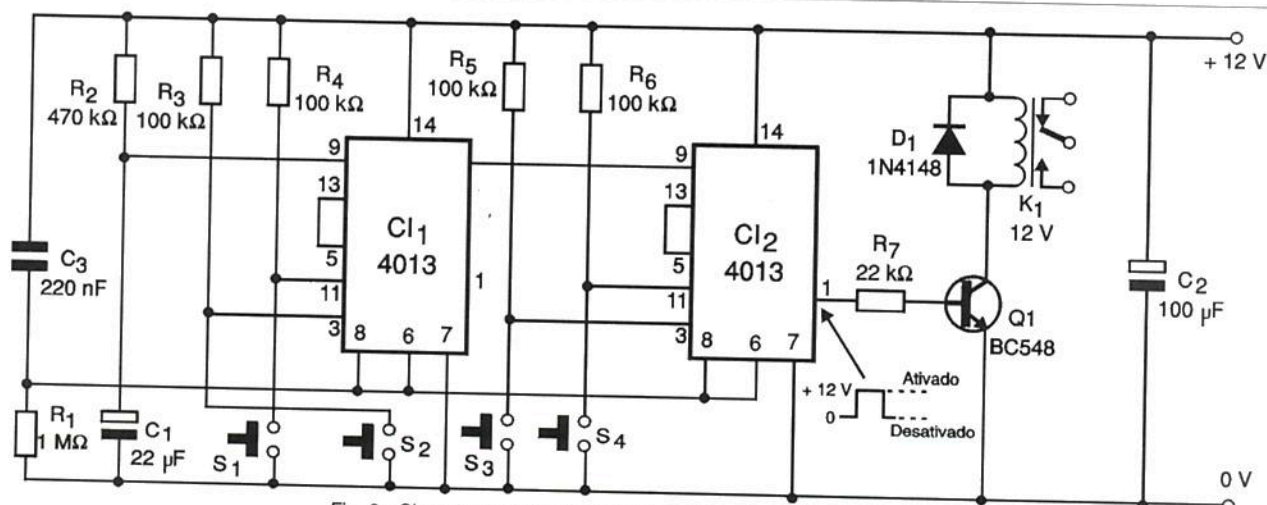 R2
470 kΩ
R3
100 kΩ
R4
100 kΩ
R5
100 kΩ
R6
100 kΩ
+ 12 V
14
9
13
5
11
3
8
6
7
1
CI1
4013
14
9
13
5
11
3
8
6
7
1
CI2
4013
D1
1N4148
K1
12 V
R7
22 kΩ
Q1
BC548
C2
100 µF
C3
220 nF
R1
1 MΩ
C1
22 µF
S1
S2
S3
S4
+ 12 V
0
Ativado
Desativado
0 V